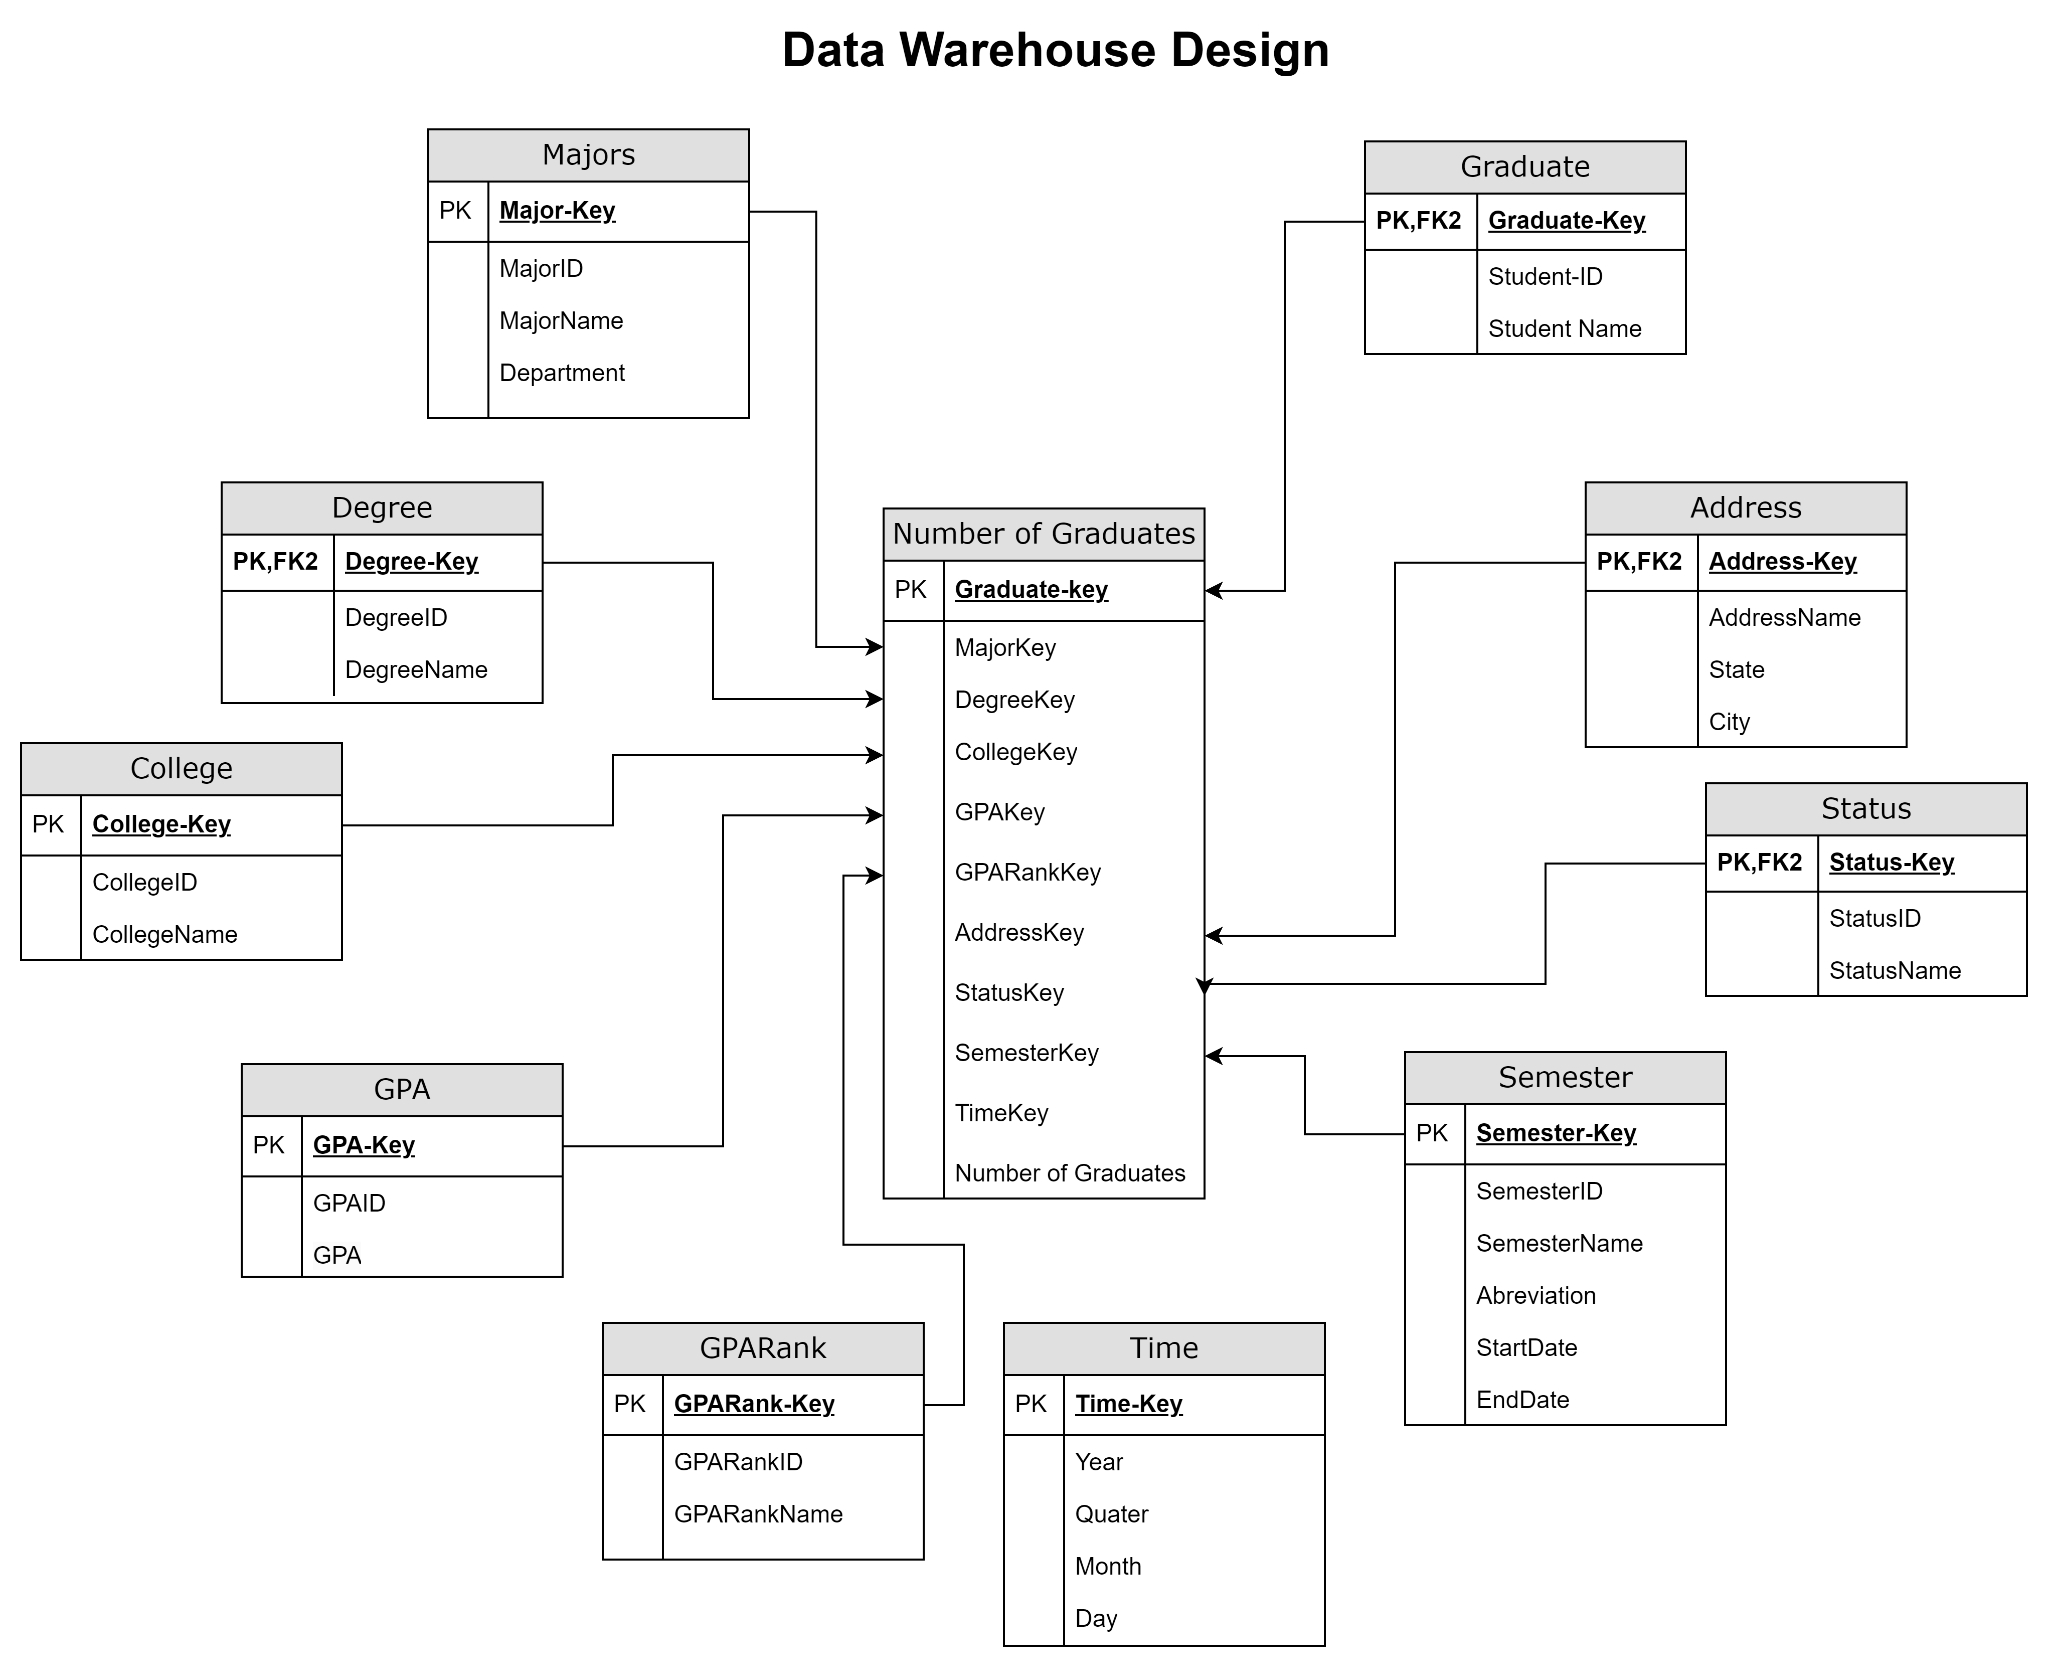 Data Warehouse Design
Majors
PK Major-Key
MajorID
MajorName
Department
Graduate
PK,FK2 Graduate-Key
Student-ID
Student Name
Degree
PK,FK2 Degree-Key
DegreeID
DegreeName
Number of Graduates
PK Graduate-key
MajorKey
DegreeKey
CollegeKey
GPAKey
GPARankKey
AddressKey
StatusKey
SemesterKey
TimeKey
Number of Graduates
Address
PK,FK2 Address-Key
AddressName
State
City
College
PK College-Key
CollegeID
CollegeName
Status
PK,FK2 Status-Key
StatusID
StatusName
GPA
PK GPA-Key
GPAID
GPA
Semester
PK Semester-Key
SemesterID
SemesterName
Abreviation
StartDate
EndDate
GPARank
PK GPARank-Key
GPARankID
GPARankName
Time
PK Time-Key
Year
Quater
Month
Day